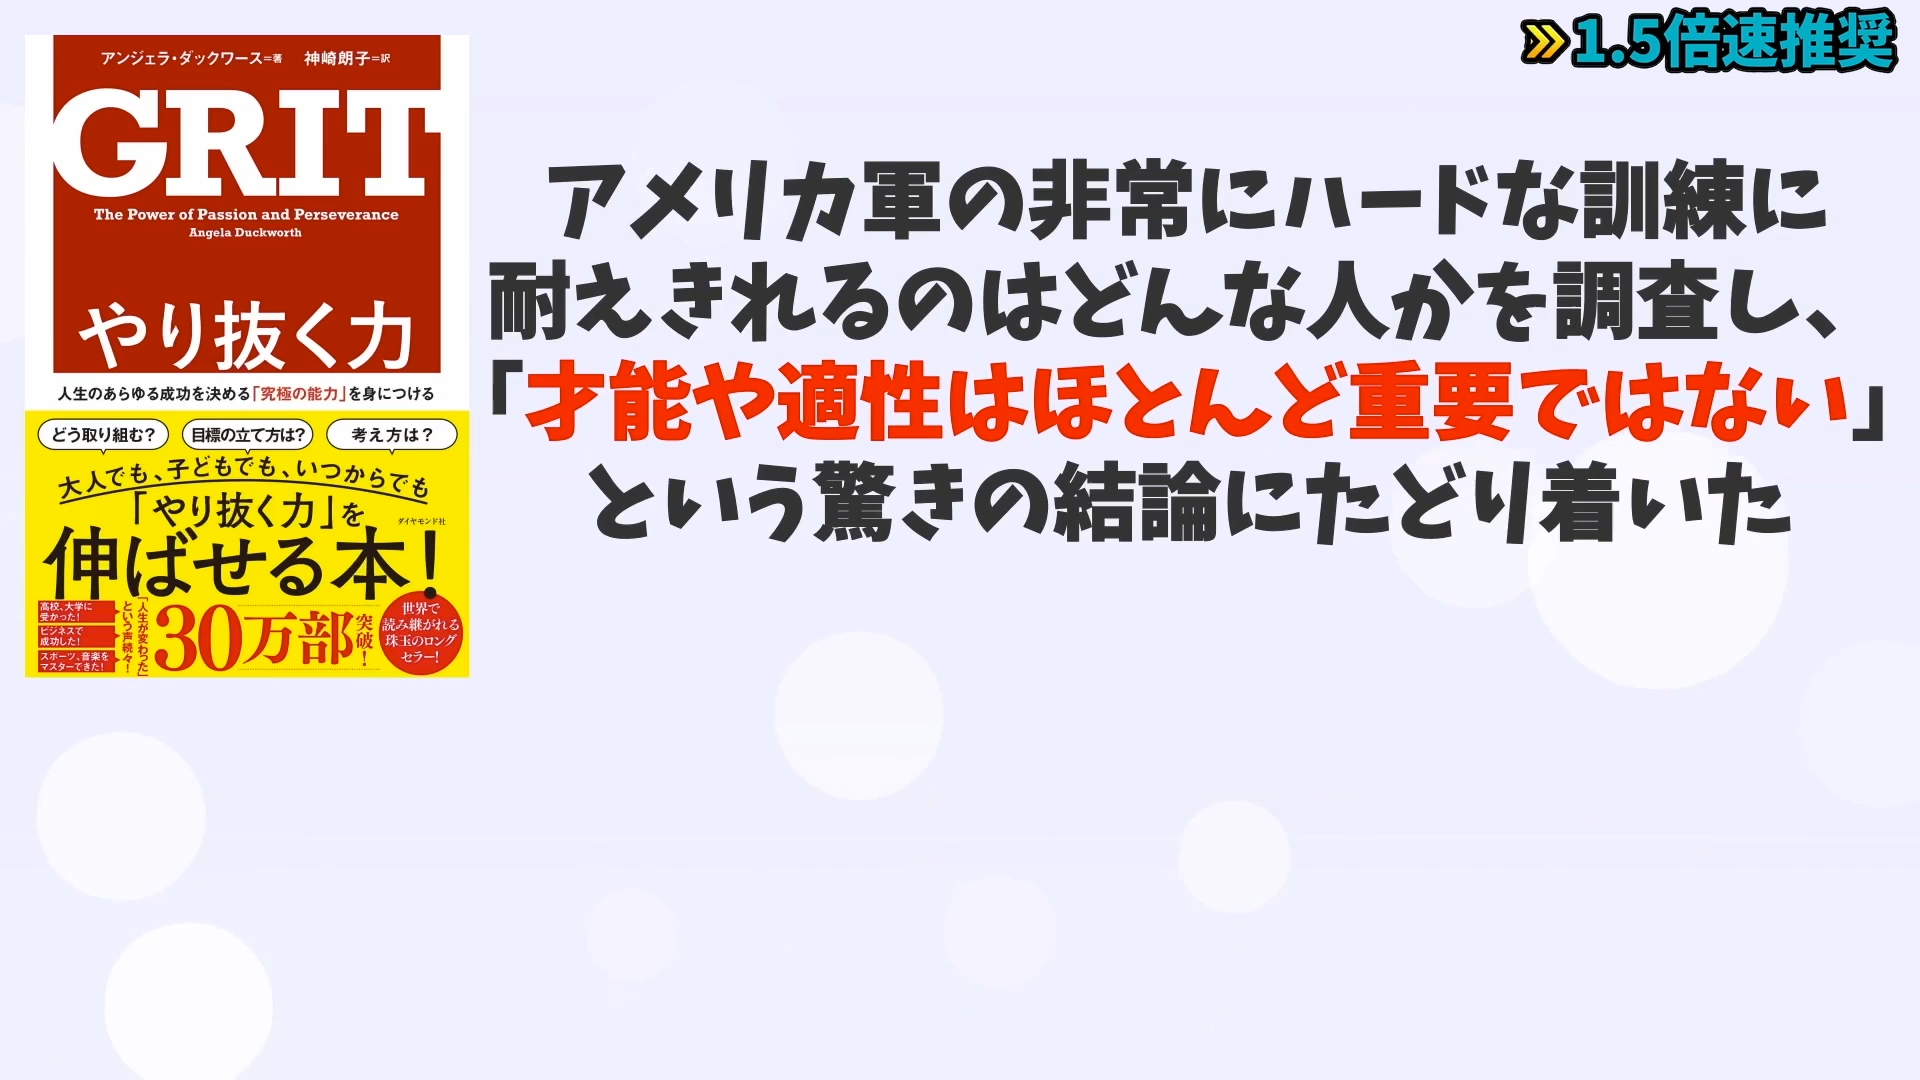 アンジェラ・ダックワース=著 神崎朗子=訳
GRIT
The Power of Passion and Perseverance
Angela Duckworth
やり抜く力
人生のあらゆる成功を決める「究極の能力」を身につける
どう取り組む? 目標の立て方は? 考え方は?
大人でも、子どもでも、いつからでも
「やり抜く力」を
ダイヤモンド社
伸ばせる本!
高校、大学に
受かった!
ビジネスで
成功した!
スポーツ、音楽を
マスターできた!
「人生が変わった」
という声続々!
30万部突破!
世界で
読み継がれる
珠玉のロング
セラー!
1.5倍速推奨
アメリカ軍の非常にハードな訓練に
耐えきれるのはどんな人かを調査し、
「才能や適性はほとんど重要ではない」
という驚きの結論にたどり着いた